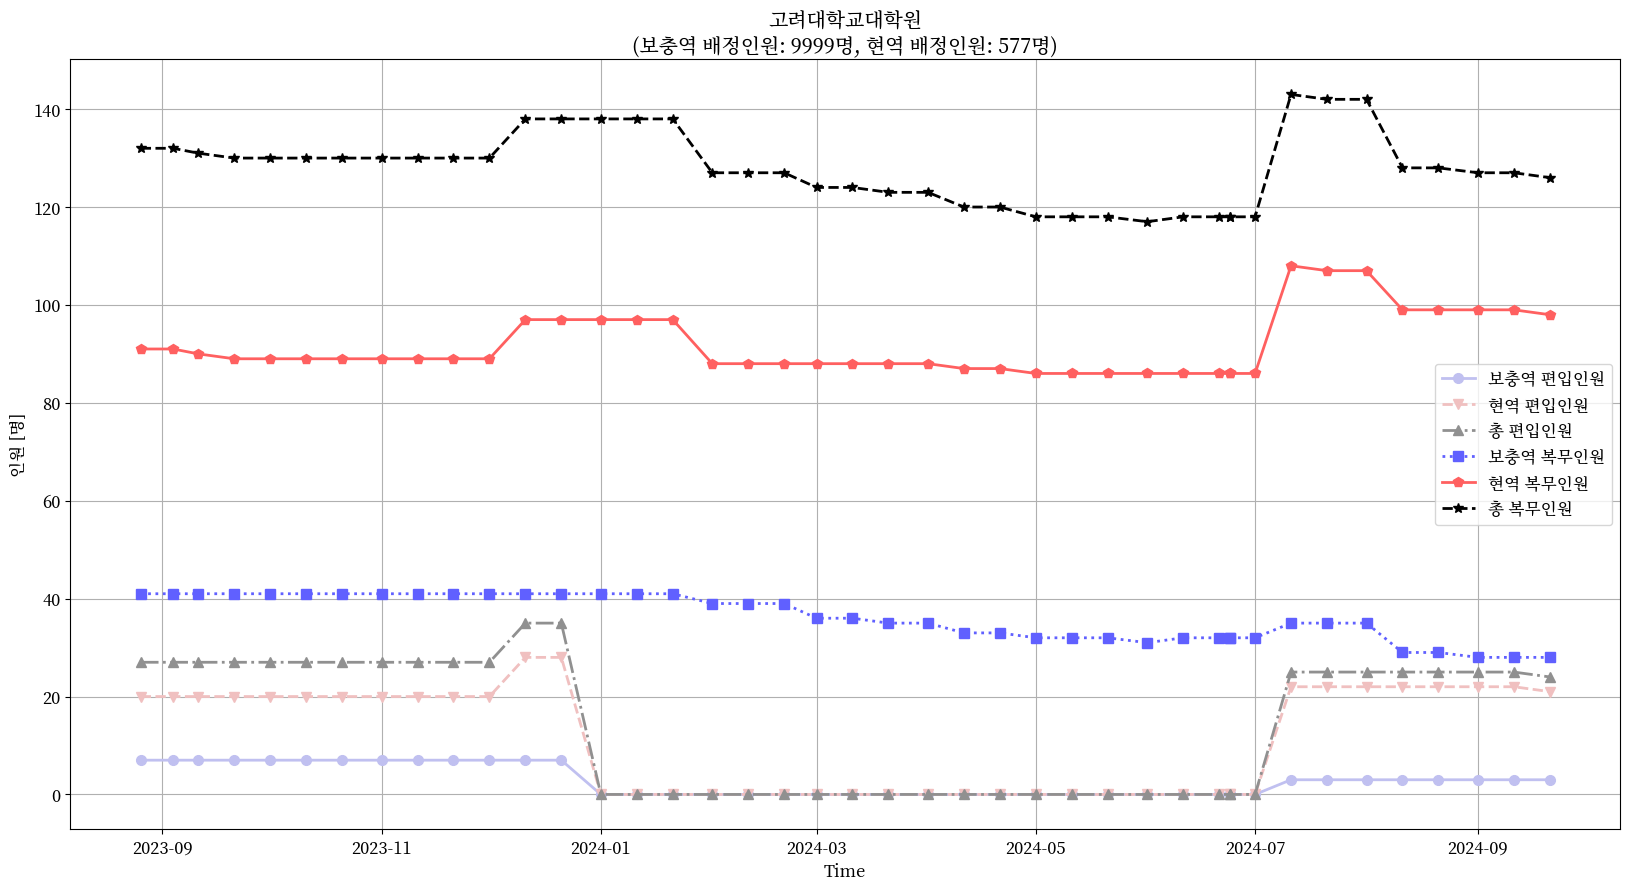 고려대학교대학원
(보충역 배정인원: 9999명, 현역 배정인원: 577명)
인원 [명]
140
120
100
80
60
40
20
0
보충역 편입인원
현역 편입인원
총 편입인원
보충역 복무인원
현역 복무인원
총 복무인원
2023-09
2023-11
2024-01
2024-03
2024-05
2024-07
2024-09
Time